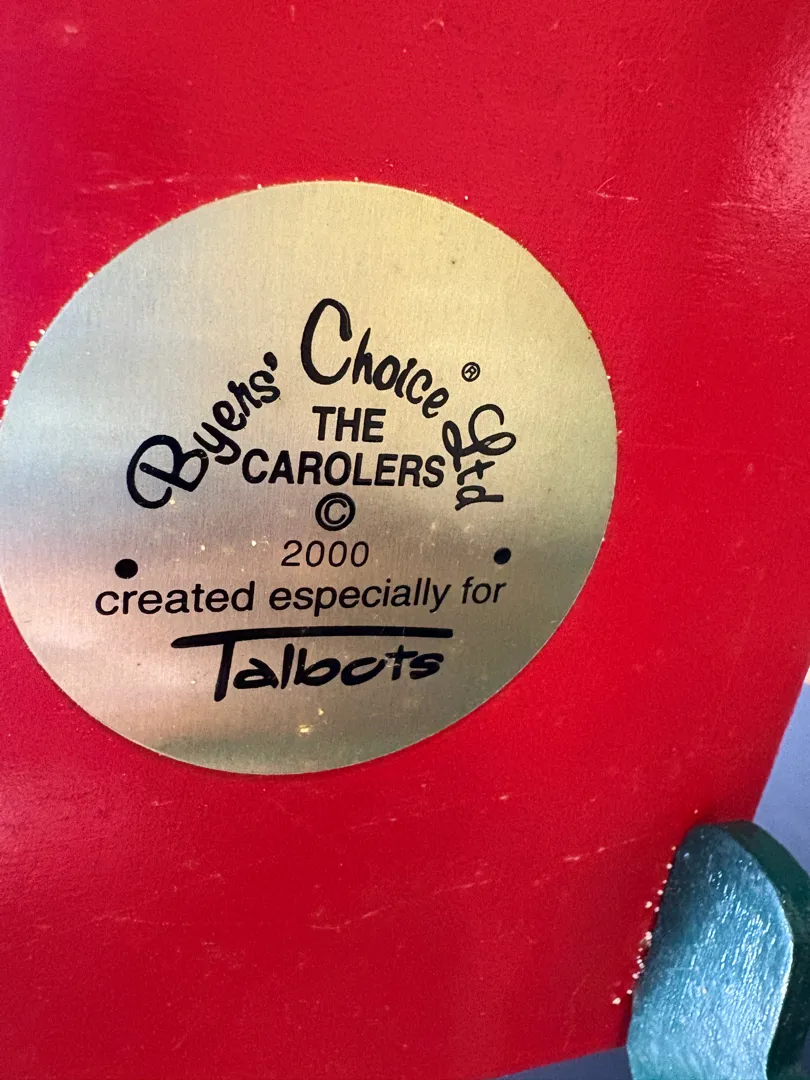 Byers' Choice® Ltd
THE
CAROLERS
©
2000
created especially for
Talbots